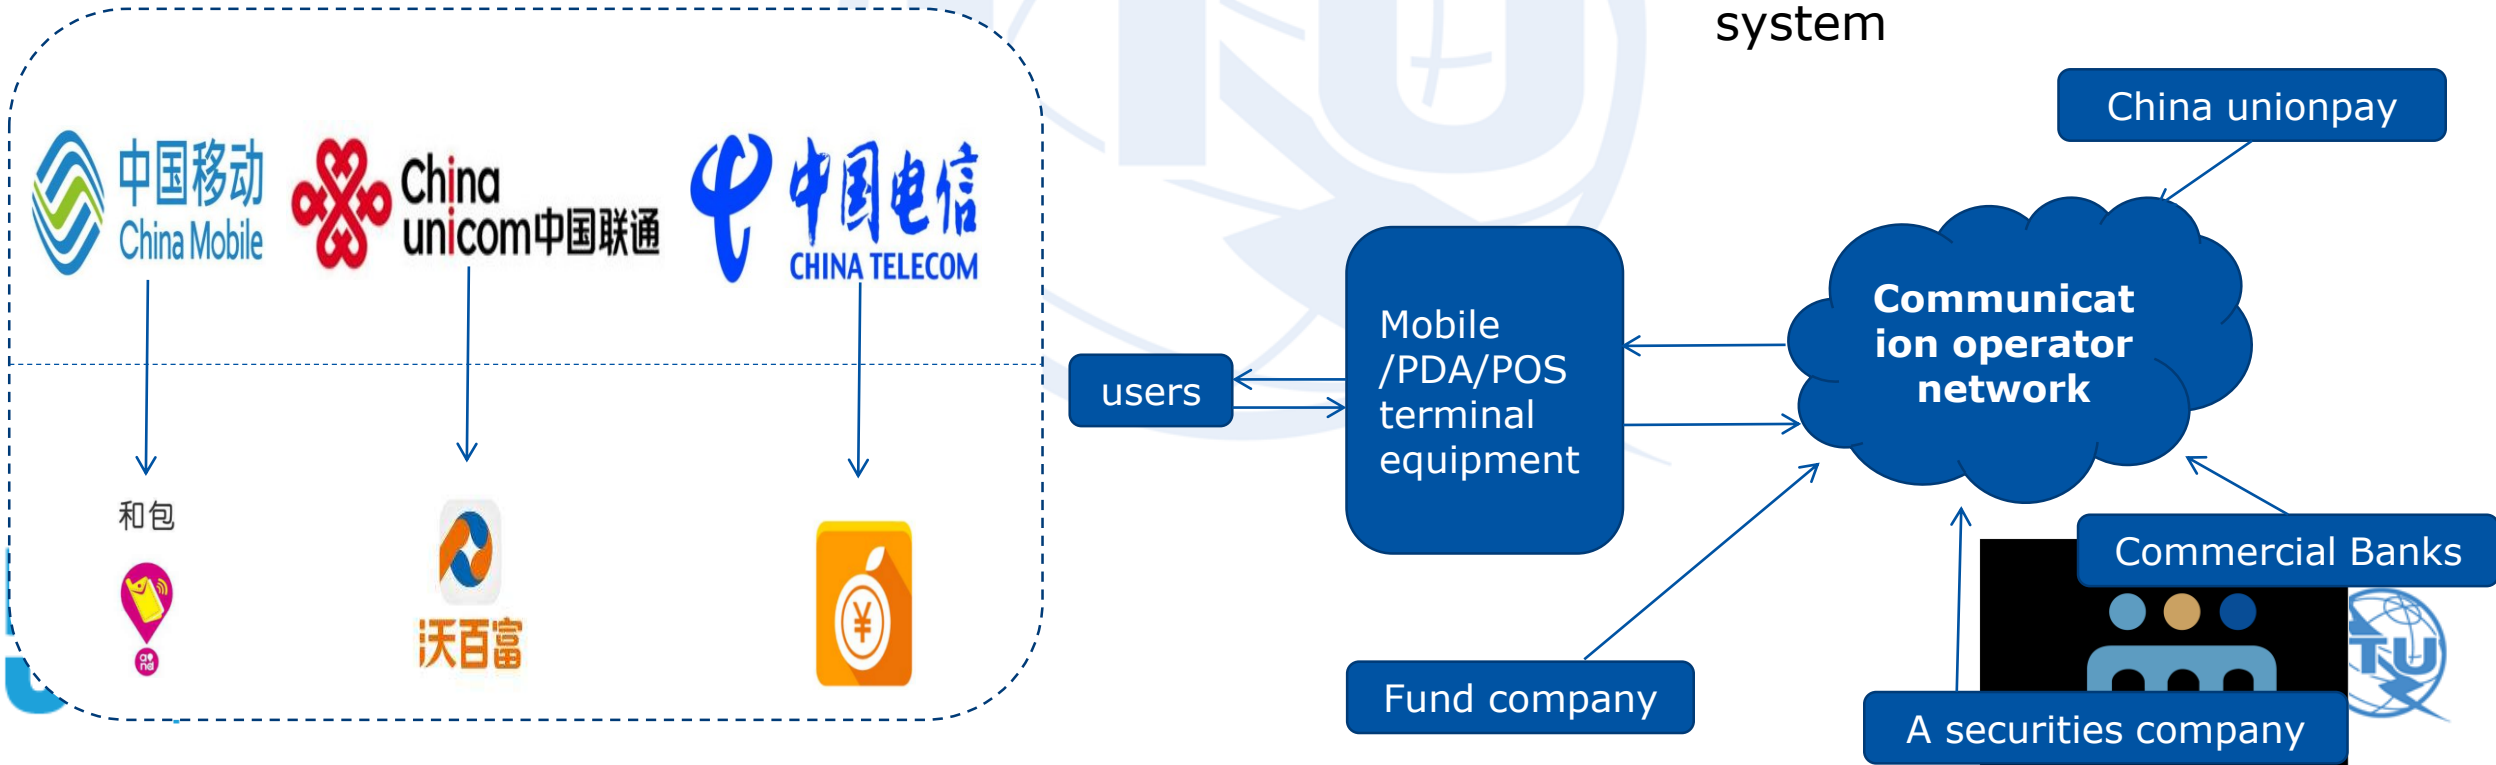 system
China unionpay
中国移动
China Mobile
China
unicom中国联通
中国电信
CHINA TELECOM
Communicat
ion operator
network
Mobile
/PDA/POS
terminal
equipment
users
和包
and
沃百富
¥
Commercial Banks
Fund company
A securities company
TU